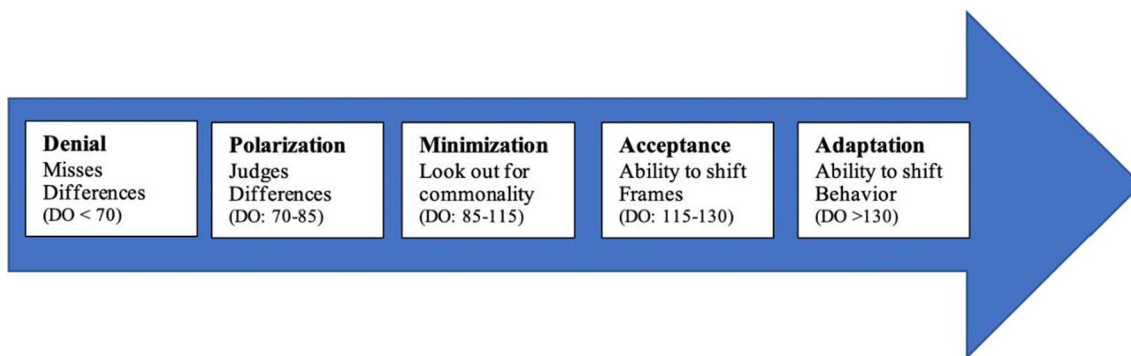 Denial
Misses
Differences
(DO < 70)
Polarization
Judges
Differences
(DO: 70-85)
Minimization
Look out for
commonality
(DO: 85-115)
Acceptance
Ability to shift
Frames
(DO: 115-130)
Adaptation
Ability to shift
Behavior
(DO >130)